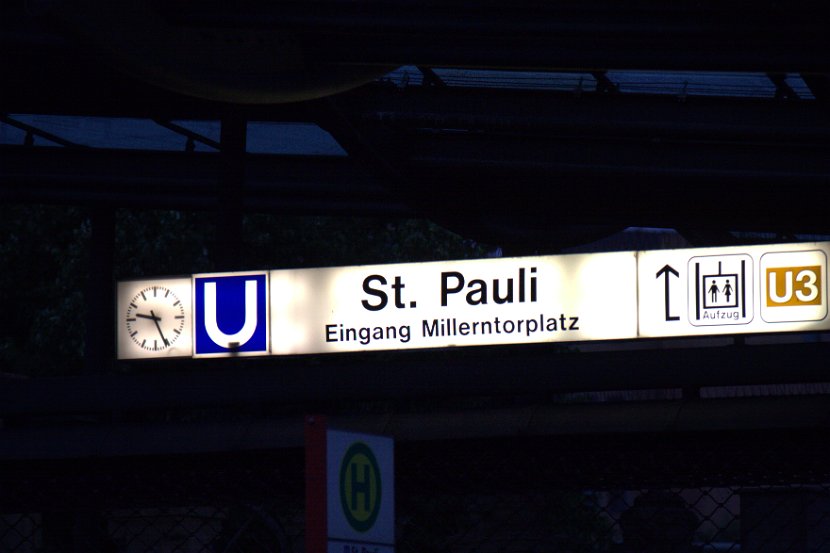 U
St. Pauli
Eingang Millerntorplatz
Aufzug
U3
H